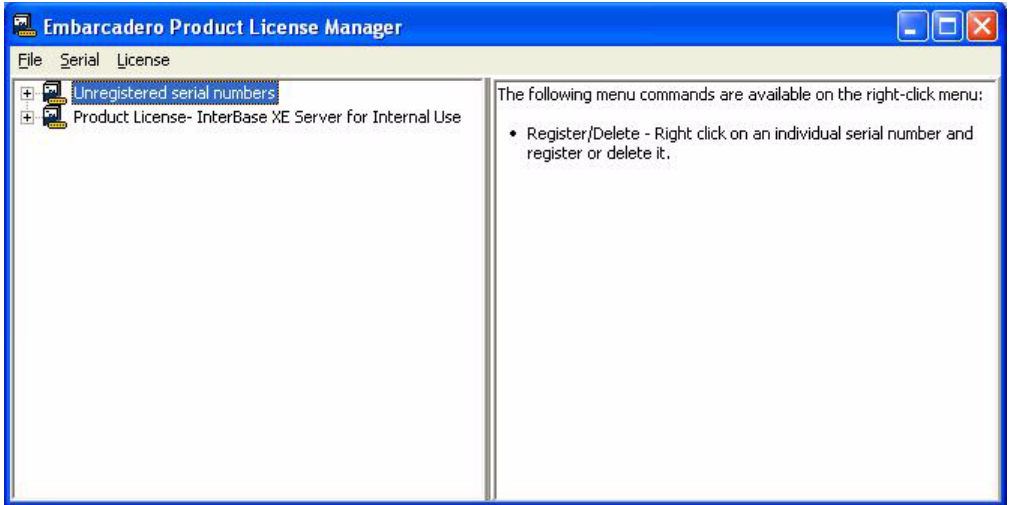 Embarcadero Product License Manager
File Serial License
Unregistered serial numbers
Product License- InterBase XE Server for Internal Use
The following menu commands are available on the right-click menu:
• Register/Delete - Right click on an individual serial number and
register or delete it.